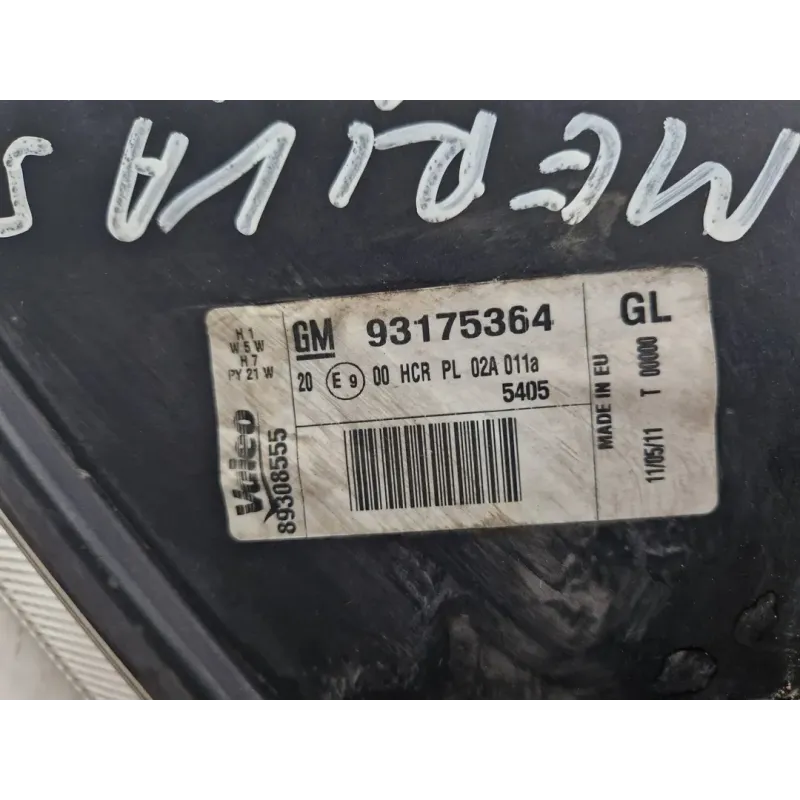 MERIVA
H 1
W 5 W
H 7
PY 21 W
Valeo
89308555
GM 93175364
20 E 9 00 HCR PL 02A 011a
5405
GL
MADE IN EU
11/05/11 T 00000